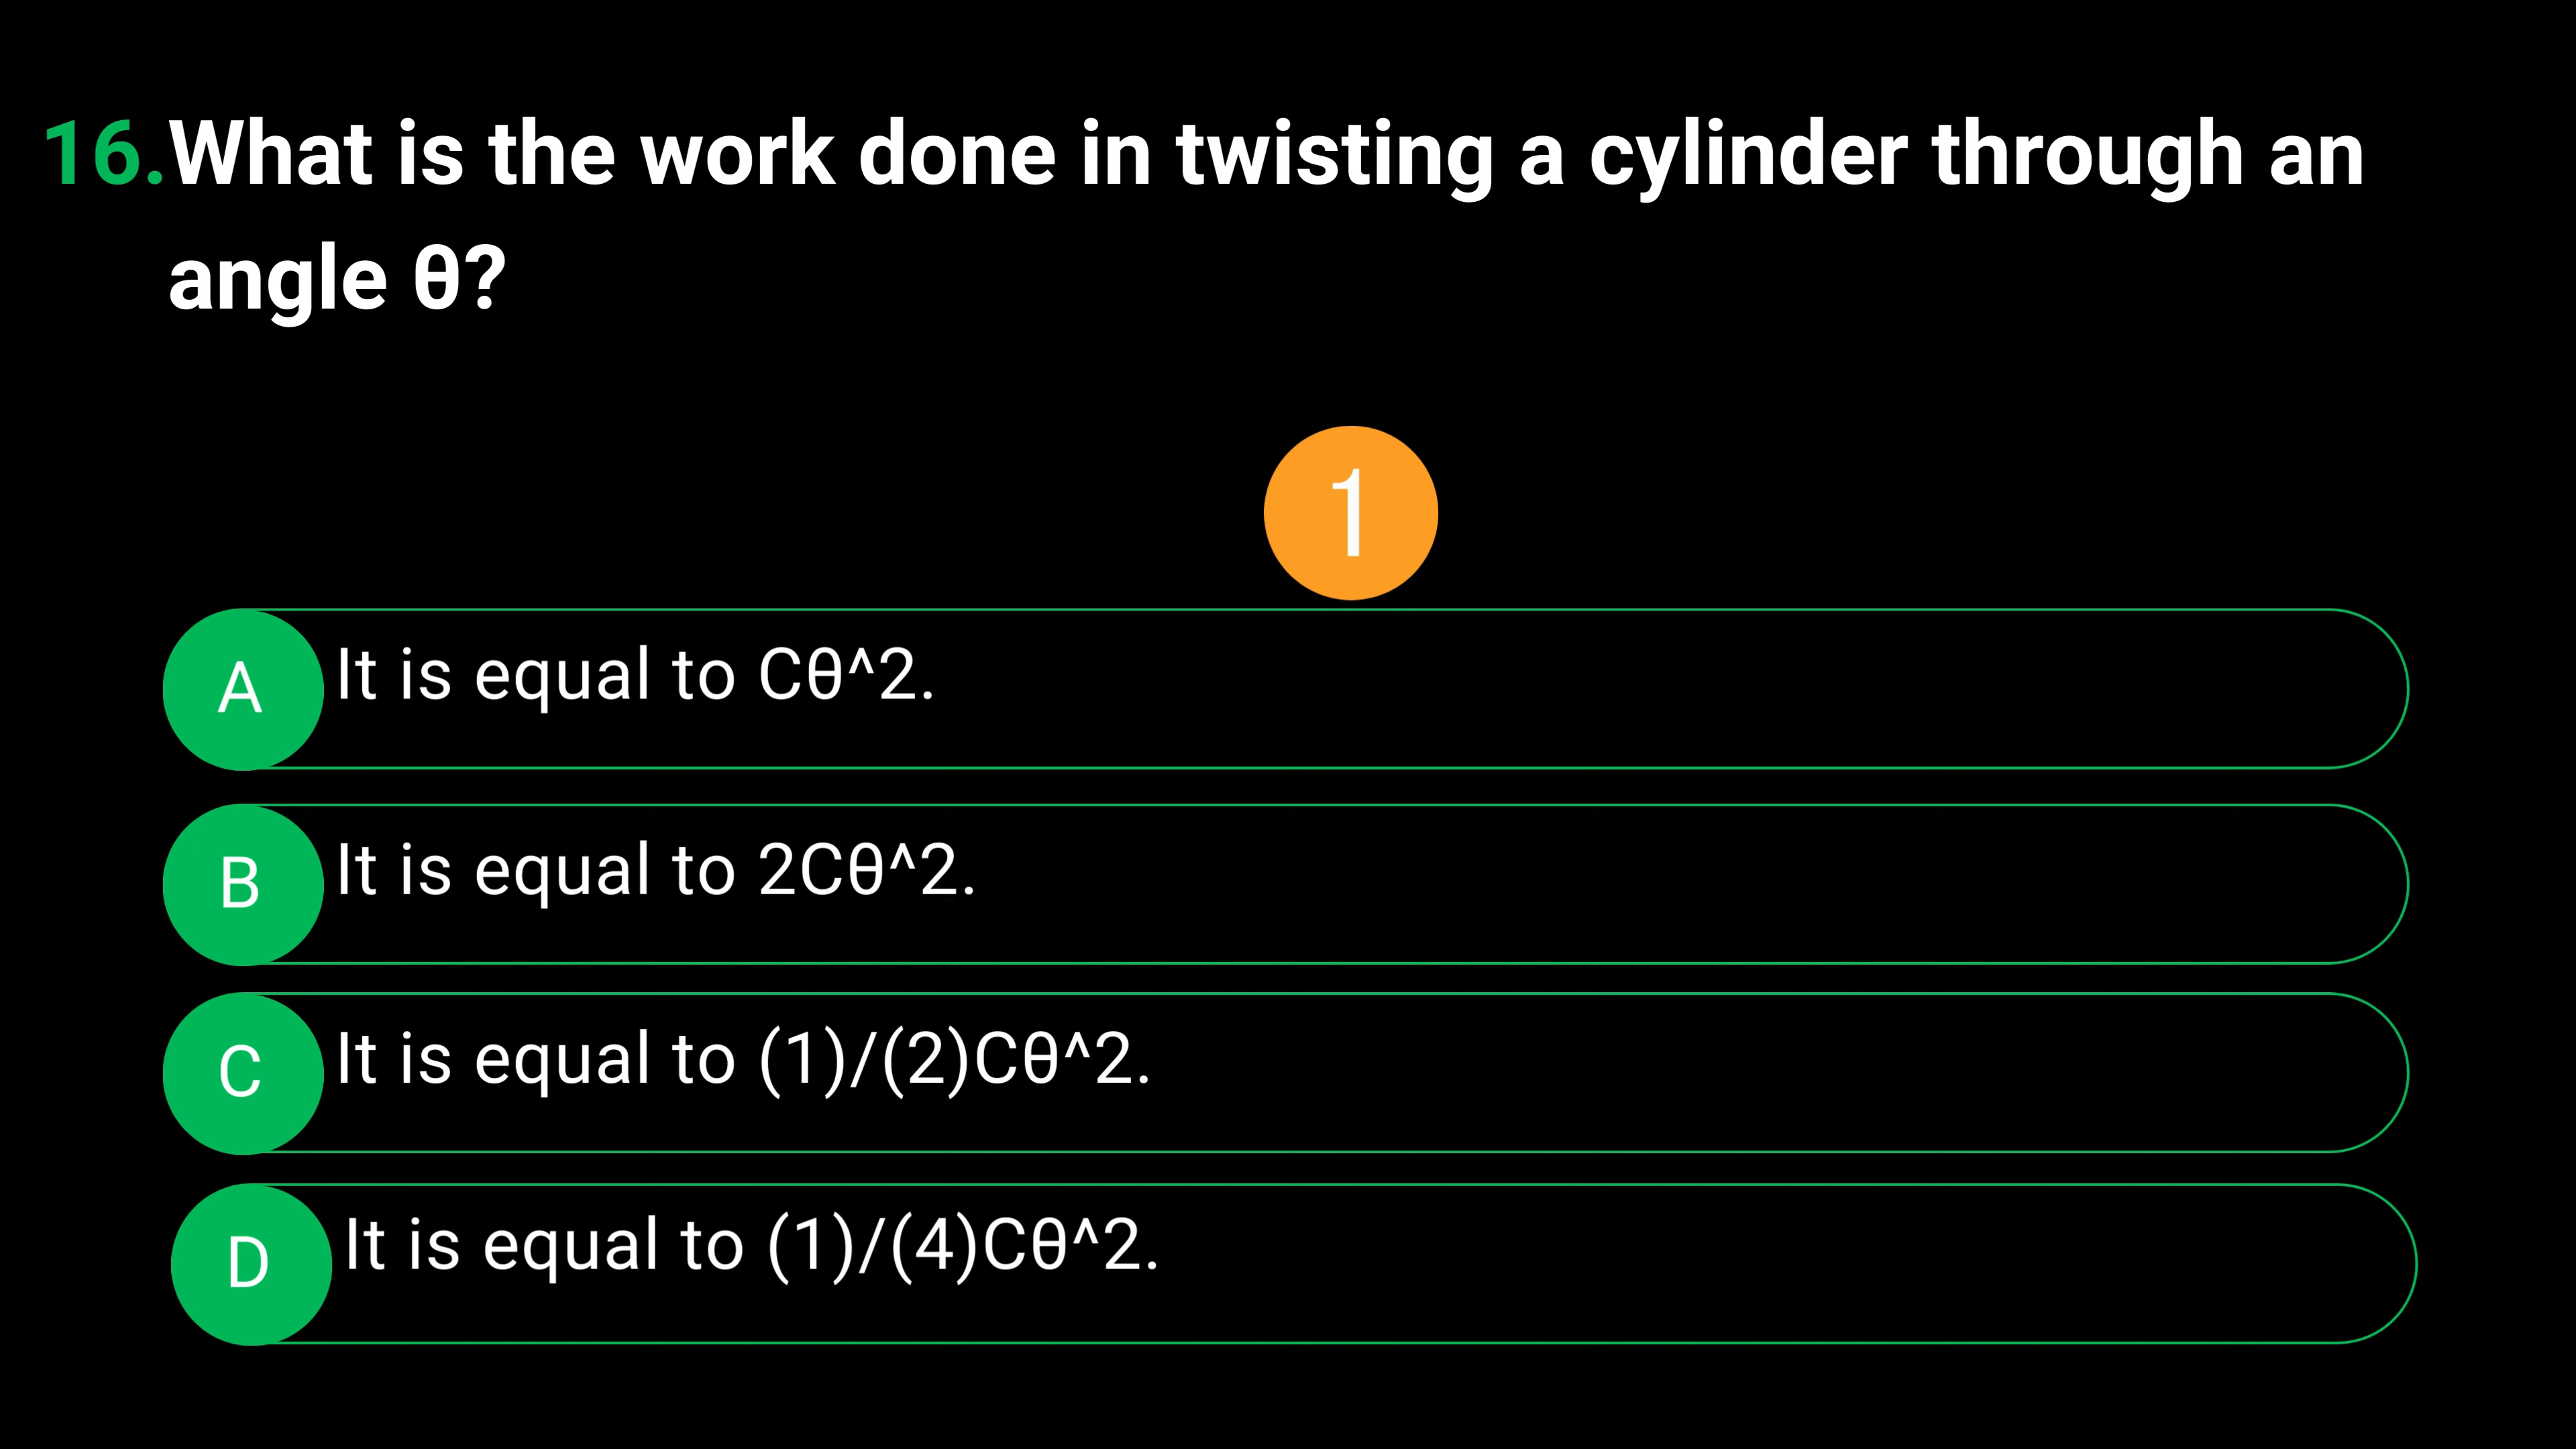 16.What is the work done in twisting a cylinder through an
angle θ?
1
A It is equal to Cθ^2.
B It is equal to 2Cθ^2.
C It is equal to (1)/(2)Cθ^2.
D It is equal to (1)/(4)Cθ^2.